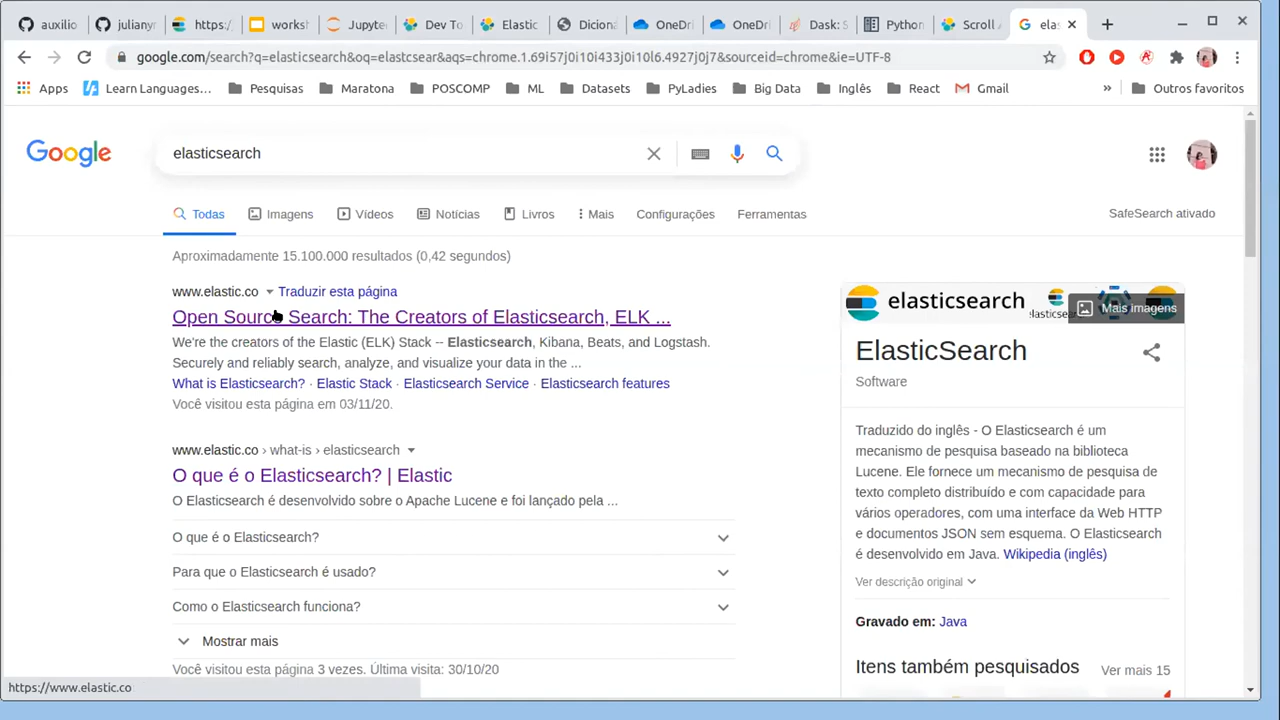 auxilio
julianyr
https:/
works
Jupyte
Dev To
Elastic
Diciona
OneDri
OneDri
Dask: S
Python
Scroll A
elas
google.com/search?q=elasticsearch&oq=elastcsear&aqs=chrome.1.69i57j0i10i433j0i10l6.4927j0j7&sourceid=chrome&ie=UTF-8
Apps
Learn Languages...
Pesquisas
Maratona
POSCOMP
ML
Datasets
PyLadies
Big Data
Inglês
React
Gmail
»
Outros favoritos
Google
elasticsearch
Todas
Imagens
Vídeos
Notícias
Livros
Mais
Configurações
Ferramentas
SafeSearch ativado
Aproximadamente 15.100.000 resultados (0,42 segundos)
www.elastic.co Traduzir esta página
Open Source Search: The Creators of Elasticsearch, ELK ...
We're the creators of the Elastic (ELK) Stack -- Elasticsearch, Kibana, Beats, and Logstash.
Securely and reliably search, analyze, and visualize your data in the ...
What is Elasticsearch? · Elastic Stack · Elasticsearch Service · Elasticsearch features
Você visitou esta página em 03/11/20.
www.elastic.co › what-is › elasticsearch
O que é o Elasticsearch? | Elastic
O Elasticsearch é desenvolvido sobre o Apache Lucene e foi lançado pela ...
O que é o Elasticsearch?
Para que o Elasticsearch é usado?
Como o Elasticsearch funciona?
Mostrar mais
Você visitou esta página 3 vezes. Última visita: 30/10/20
elasticsearch
elasticsea
Mais imagens
ElasticSearch
Software
Traduzido do inglês - O Elasticsearch é um
mecanismo de pesquisa baseado na biblioteca
Lucene. Ele fornece um mecanismo de pesquisa de
texto completo distribuído e com capacidade para
vários operadores, com uma interface da Web HTTP
e documentos JSON sem esquema. O Elasticsearch
é desenvolvido em Java. Wikipedia (inglês)
Ver descrição original
Gravado em: Java
Itens também pesquisados
Ver mais 15
https://www.elastic.co